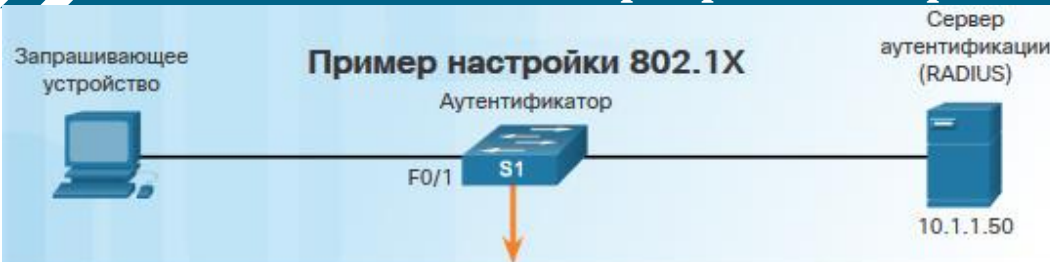 Запрашивающее
устройство
Пример настройки 802.1X
Аутентификатор
Сервер
аутентификации
(RADIUS)
F0/1
S1
10.1.1.50